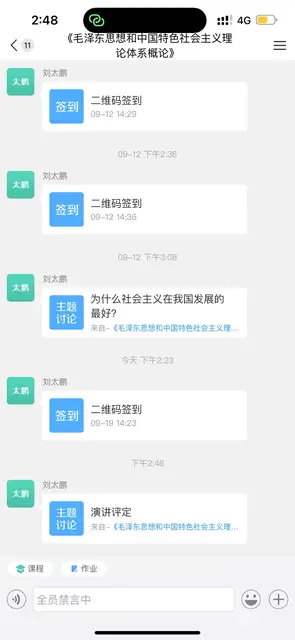 2:48
4G
11
《毛泽东思想和中国特色社会主义理
论体系概论》
刘太鹏
太鹏
签到
二维码签到
09-12 14:29
09-12 下午2:36
刘太鹏
太鹏
签到
二维码签到
09-12 14:36
09-12 下午3:08
刘太鹏
太鹏
主题
讨论
为什么社会主义在我国发展的
最好?
来自-《毛泽东思想和中国特色社会主义理...
今天 下午2:23
刘太鹏
太鹏
签到
二维码签到
09-19 14:23
下午2:46
刘太鹏
太鹏
主题
讨论
演讲评定
来自-《毛泽东思想和中国特色社会主义理...
课程
作业
全员禁言中